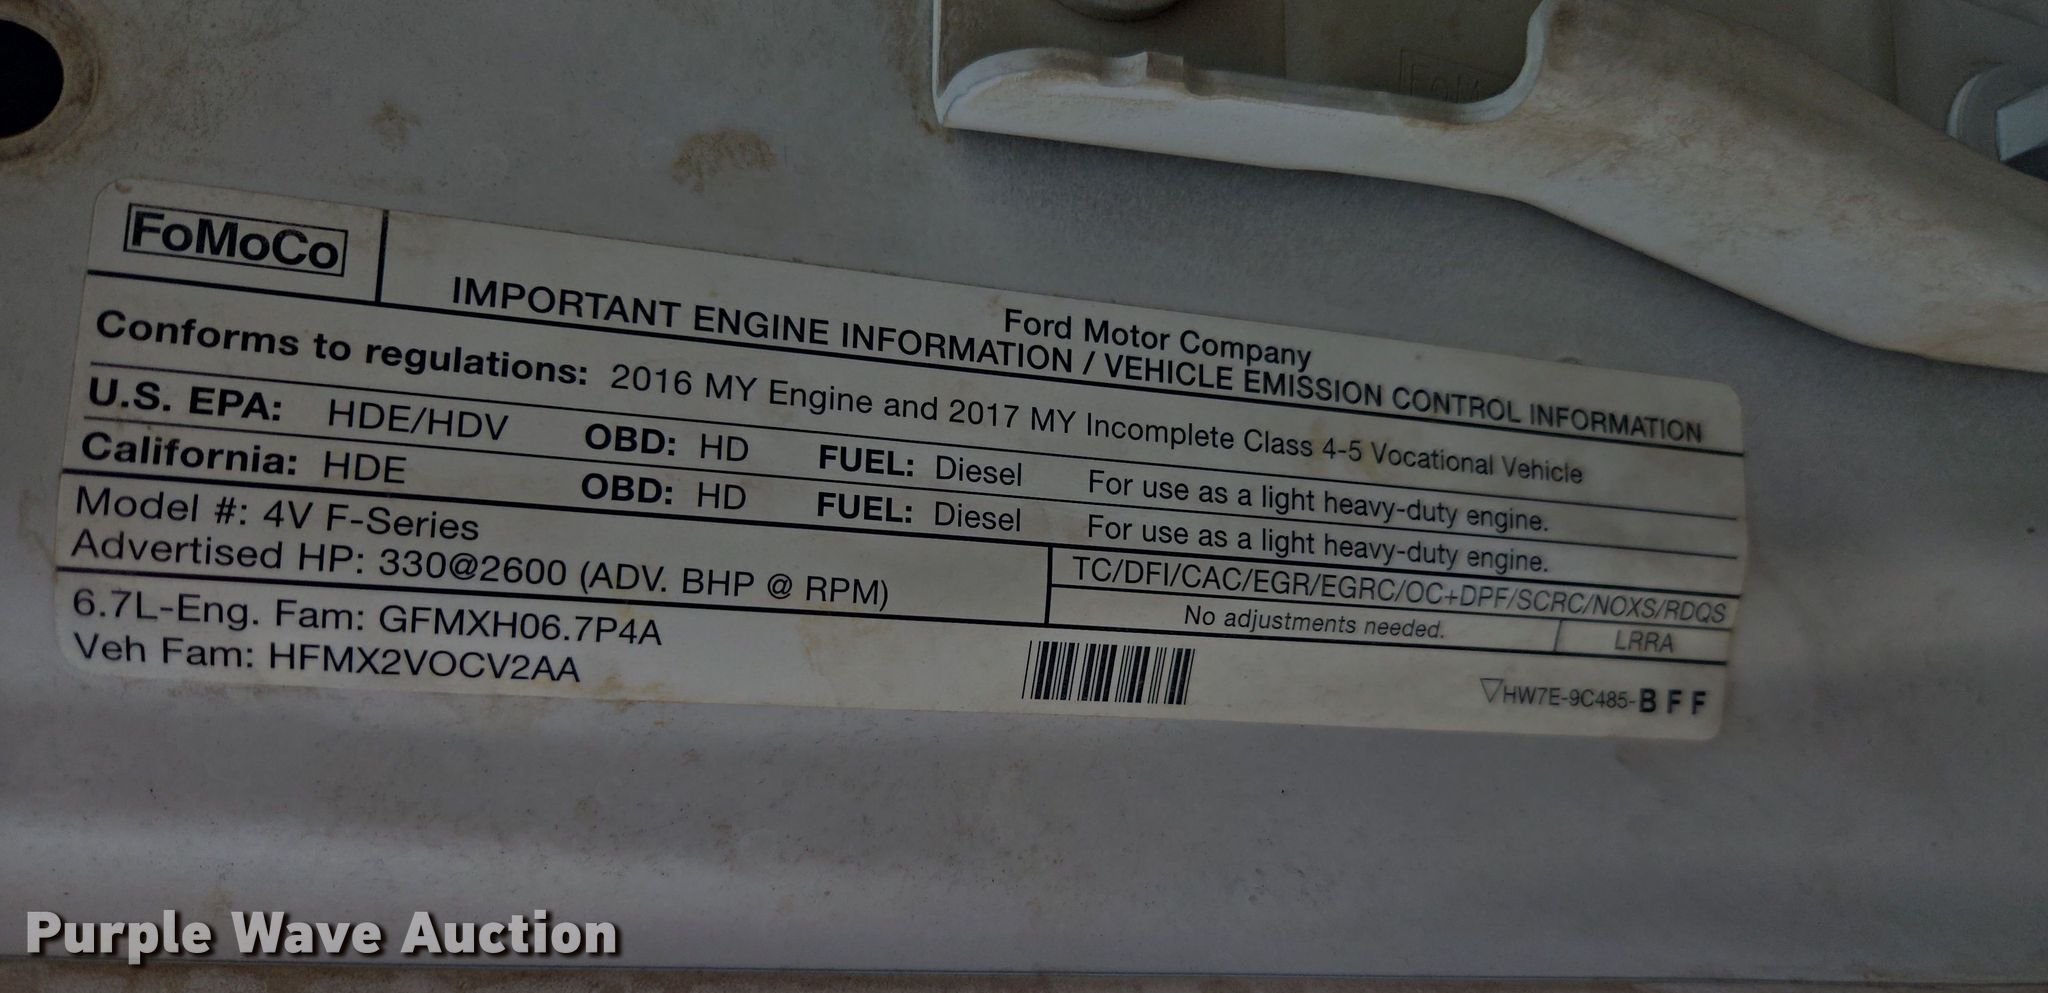 FoMoCo
Ford Motor Company
IMPORTANT ENGINE INFORMATION / VEHICLE EMISSION CONTROL INFORMATION
Conforms to regulations: 2016 MY Engine and 2017 MY Incomplete Class 4-5 Vocational Vehicle
U.S. EPA: HDE/HDV OBD: HD FUEL: Diesel For use as a light heavy-duty engine.
California: HDE OBD: HD FUEL: Diesel For use as a light heavy-duty engine.
Model #: 4V F-Series
Advertised HP: 330@2600 (ADV. BHP @ RPM)
TC/DFI/CAC/EGR/EGRC/OC+DPF/SCRC/NOXS/RDQS
No adjustments needed. LRRA
6.7L-Eng. Fam: GFMXH06.7P4A
Veh Fam: HFMX2VOCV2AA
▽HW7E-9C485-B F F
Purple Wave Auction